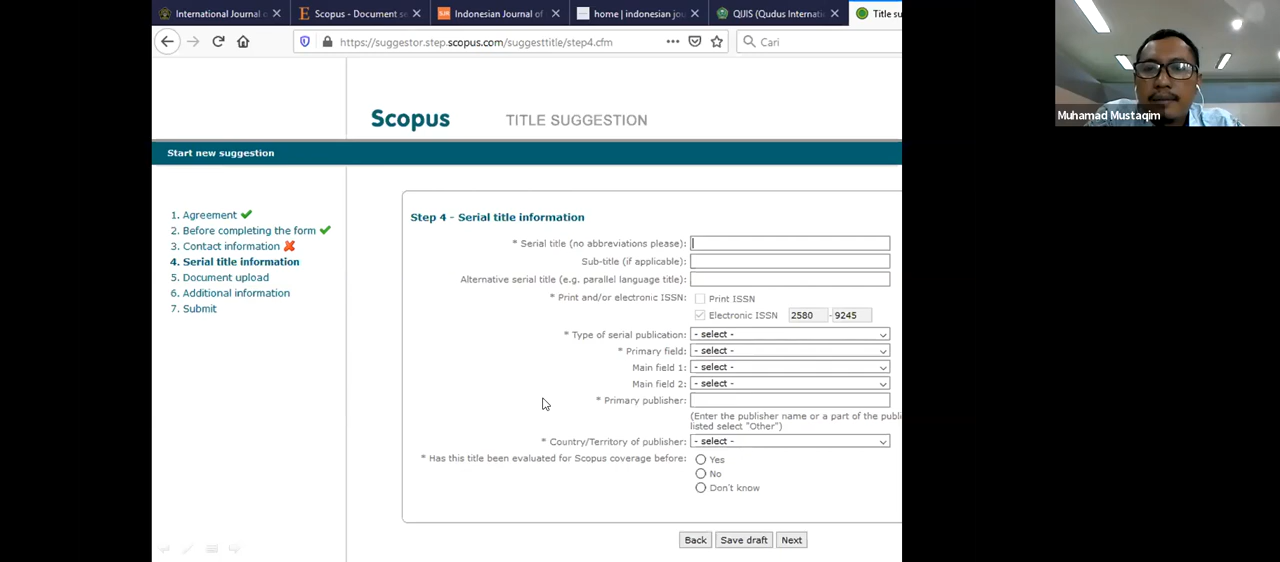 International Journal o
Scopus - Document se
Indonesian Journal of
home | indonesian jou
QIJIS (Qudus Internatio
Title su
https://suggestor.step.scopus.com/suggesttitle/step4.cfm
Cari
Muhamad Mustaqim
Scopus
TITLE SUGGESTION
Start new suggestion
1. Agreement
2. Before completing the form
3. Contact information
4. Serial title information
5. Document upload
6. Additional information
7. Submit
Step 4 - Serial title information
* Serial title (no abbreviations please):
Sub-title (if applicable):
Alternative serial title (e.g. parallel language title):
* Print and/or electronic ISSN: Print ISSN
Electronic ISSN 2580 - 9245
* Type of serial publication: - select -
* Primary field: - select -
Main field 1: - select -
Main field 2: - select -
* Primary publisher:
(Enter the publisher name or a part of the publi
listed select "Other")
* Country/Territory of publisher: - select -
* Has this title been evaluated for Scopus coverage before: Yes
No
Don't know
Back Save draft Next